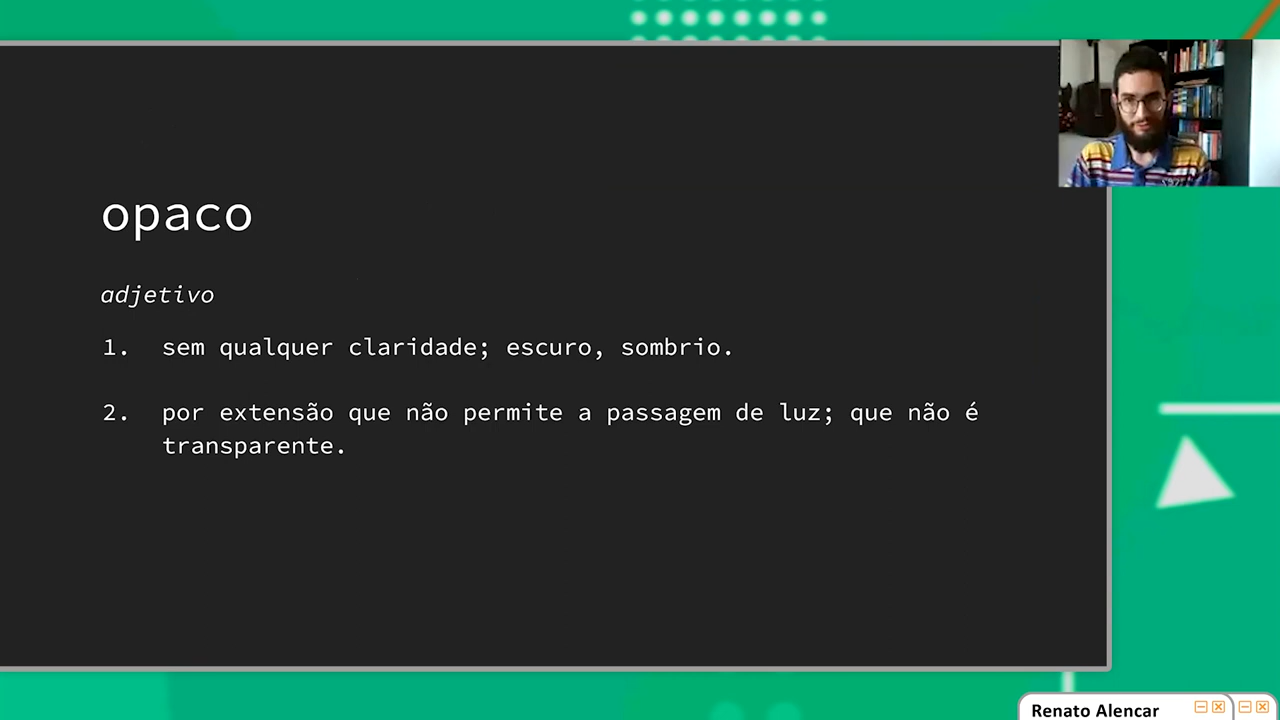 opaco
adjetivo
1. sem qualquer claridade; escuro, sombrio.
2. por extensão que não permite a passagem de luz; que não é
transparente.
Renato Alencar